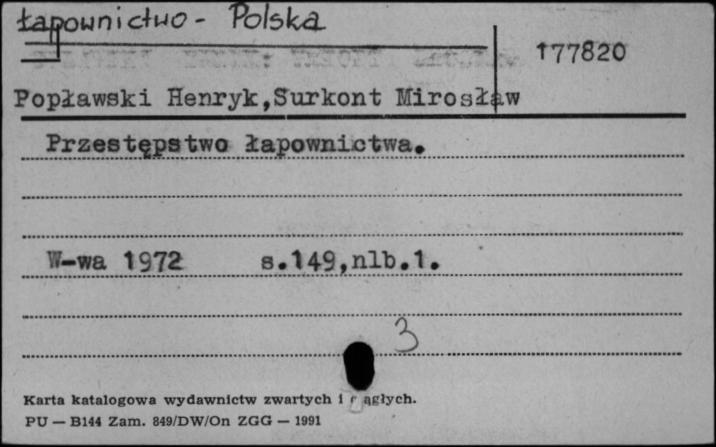 łapownictwo - Polska
177820
Popławski Henryk,Surkont Mirosław
Przestępstwo łapownictwa.
W-wa 1972 s.149,nlb.1.
3
Karta katalogowa wydawnictw zwartych i ągłych.
PU — B144 Zam. 849/DW/On ZGG — 1991